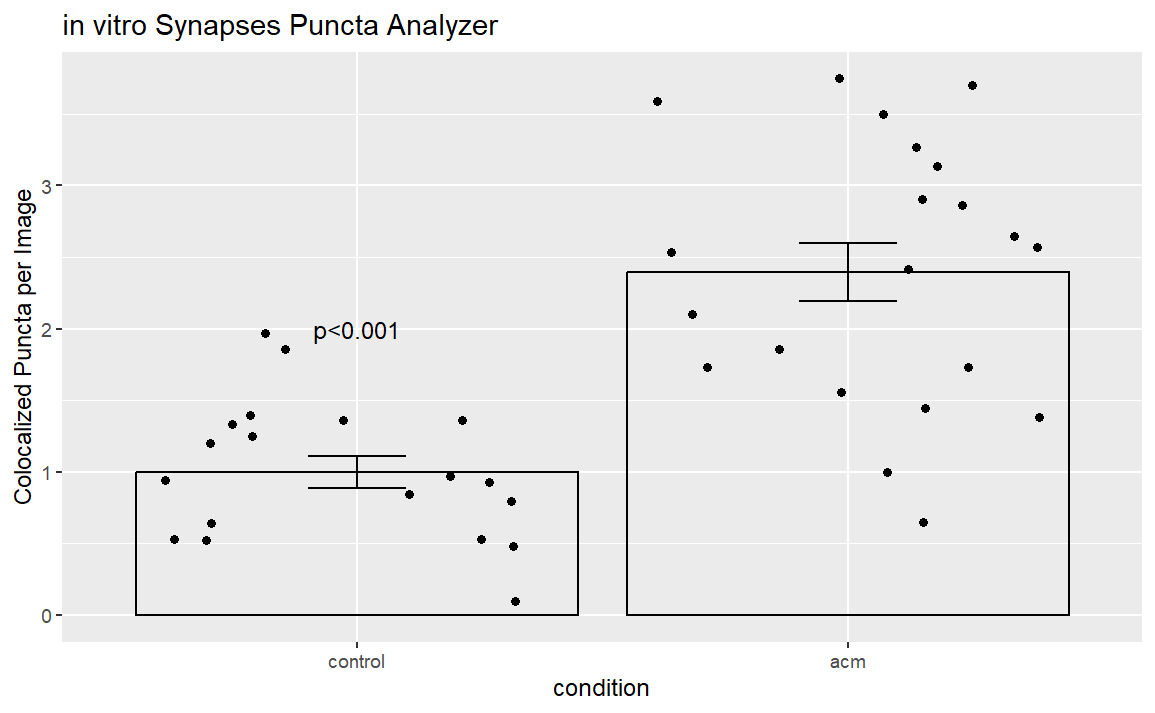 in vitro Synapses Puncta Analyzer
Colocalized Puncta per Image
3
2
1
0
p<0.001
control
acm
condition